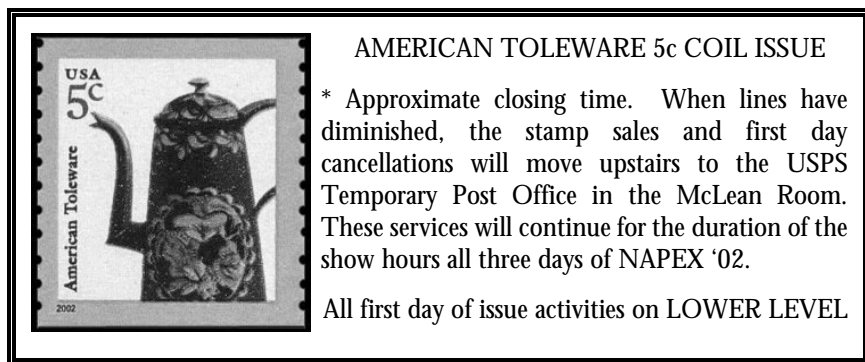 USA
5c
American Toleware
2002
AMERICAN TOLEWARE 5c COIL ISSUE
* Approximate closing time. When lines have
diminished, the stamp sales and first day
cancellations will move upstairs to the USPS
Temporary Post Office in the McLean Room.
These services will continue for the duration of the
show hours all three days of NAPEX ‘02.
All first day of issue activities on LOWER LEVEL